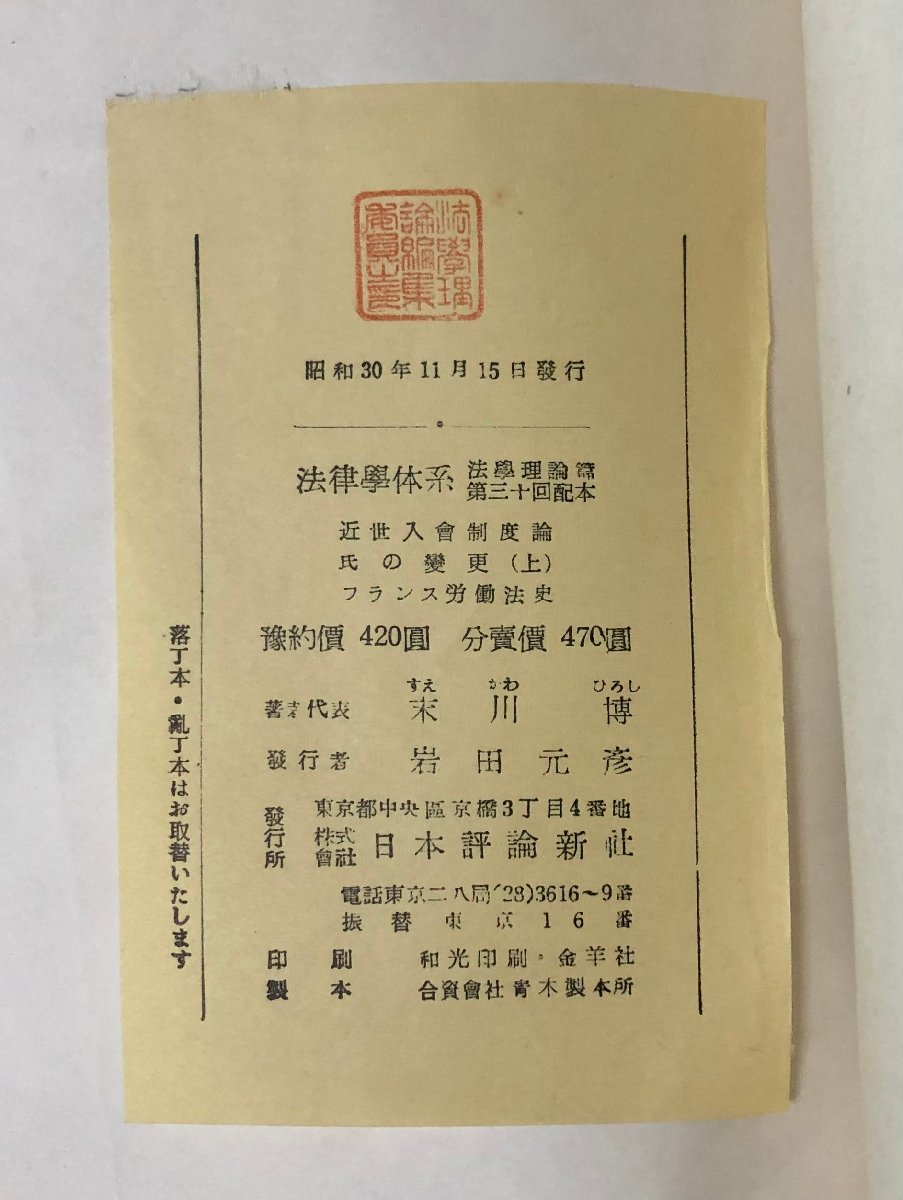 法學理
論編集
委員之印
昭和30年11月15日發行
法律學体系 法學理論篇
第三十回配本
近世入會制度論
氏の變更(上)
フランス労働法史
豫約價 420圓 分賣價 470圓
著者代表 末川博
すえ かわ ひろし
發行者 岩田元彦
東京都中央區京橋3丁目4番地
發行所 株式會社 日本評論新社
電話東京二八局(28)3616~9番
振替東京16番
印刷 和光印刷・金羊社
製本 合資會社靑木製本所
落丁本・亂丁本はお取替いたします